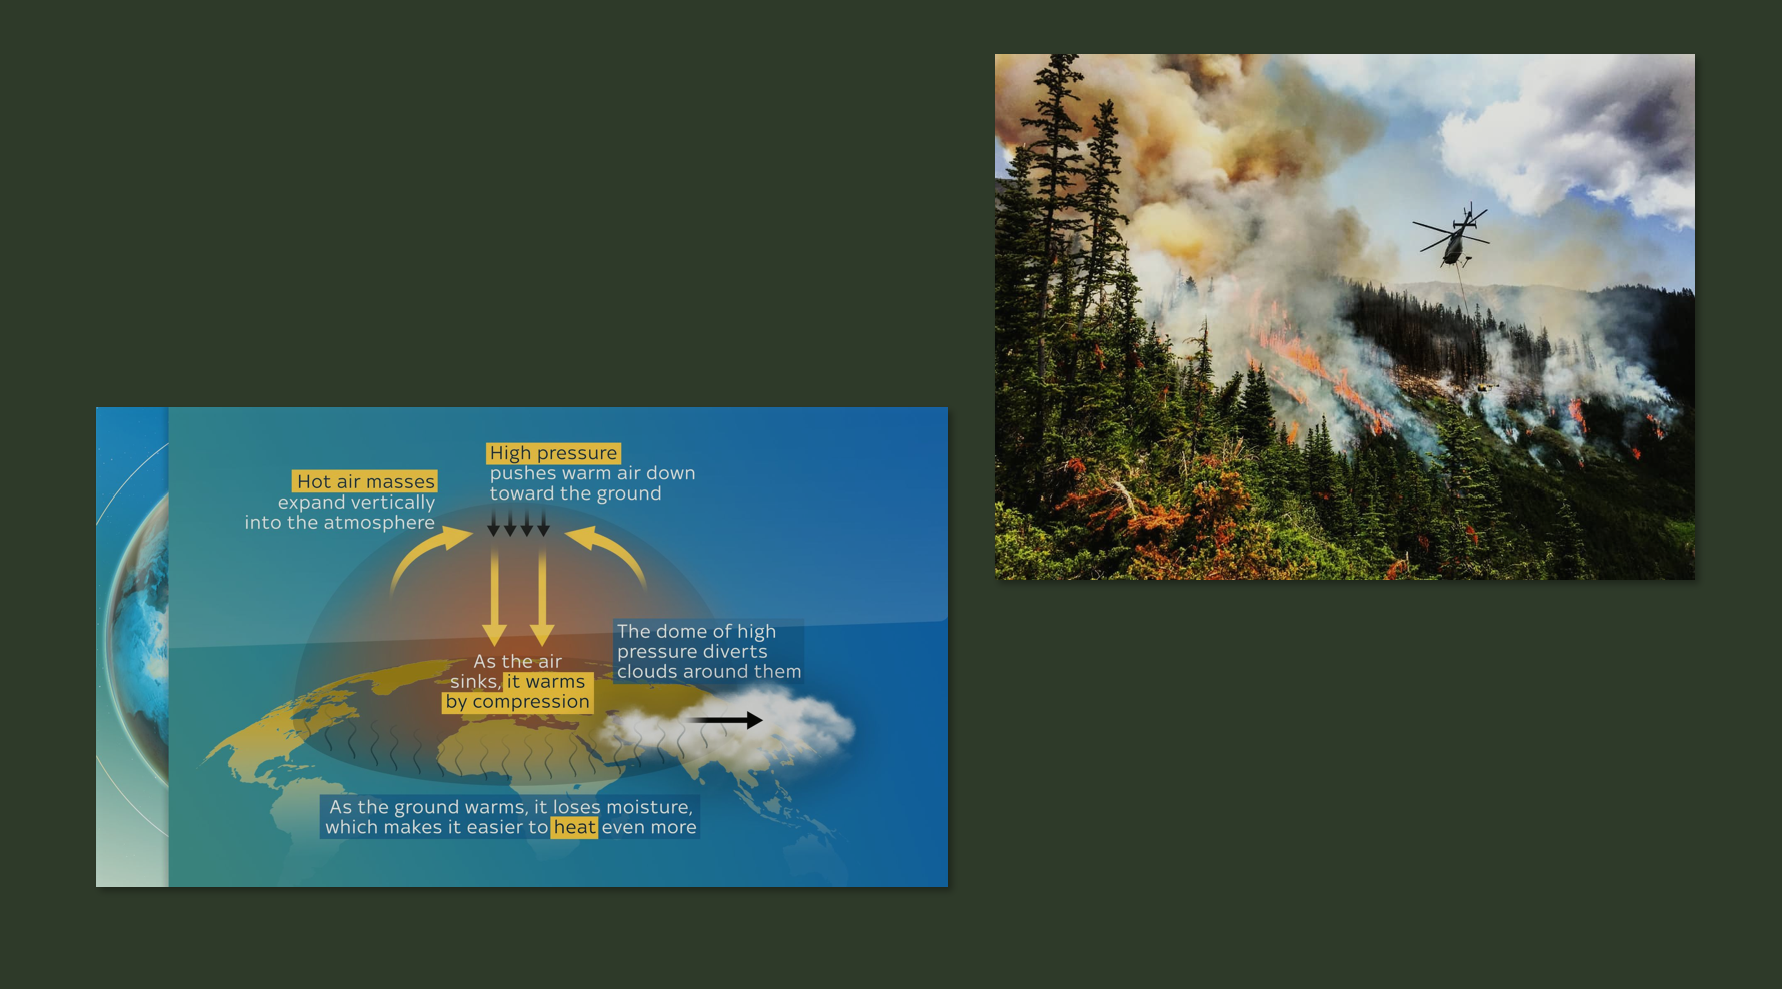 Hot air masses
expand vertically
into the atmosphere
High pressure
pushes warm air down
toward the ground
As the air
sinks, it warms
by compression
The dome of high
pressure diverts
clouds around them
As the ground warms, it loses moisture,
which makes it easier to heat even more